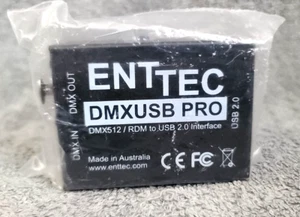 DMX IN
DMX OUT
ENTTEC
DMXUSB PRO
DMX512 / RDM to USB 2.0 Interface
Made in Australia
www.enttec.com
CE FC
USB 2.0